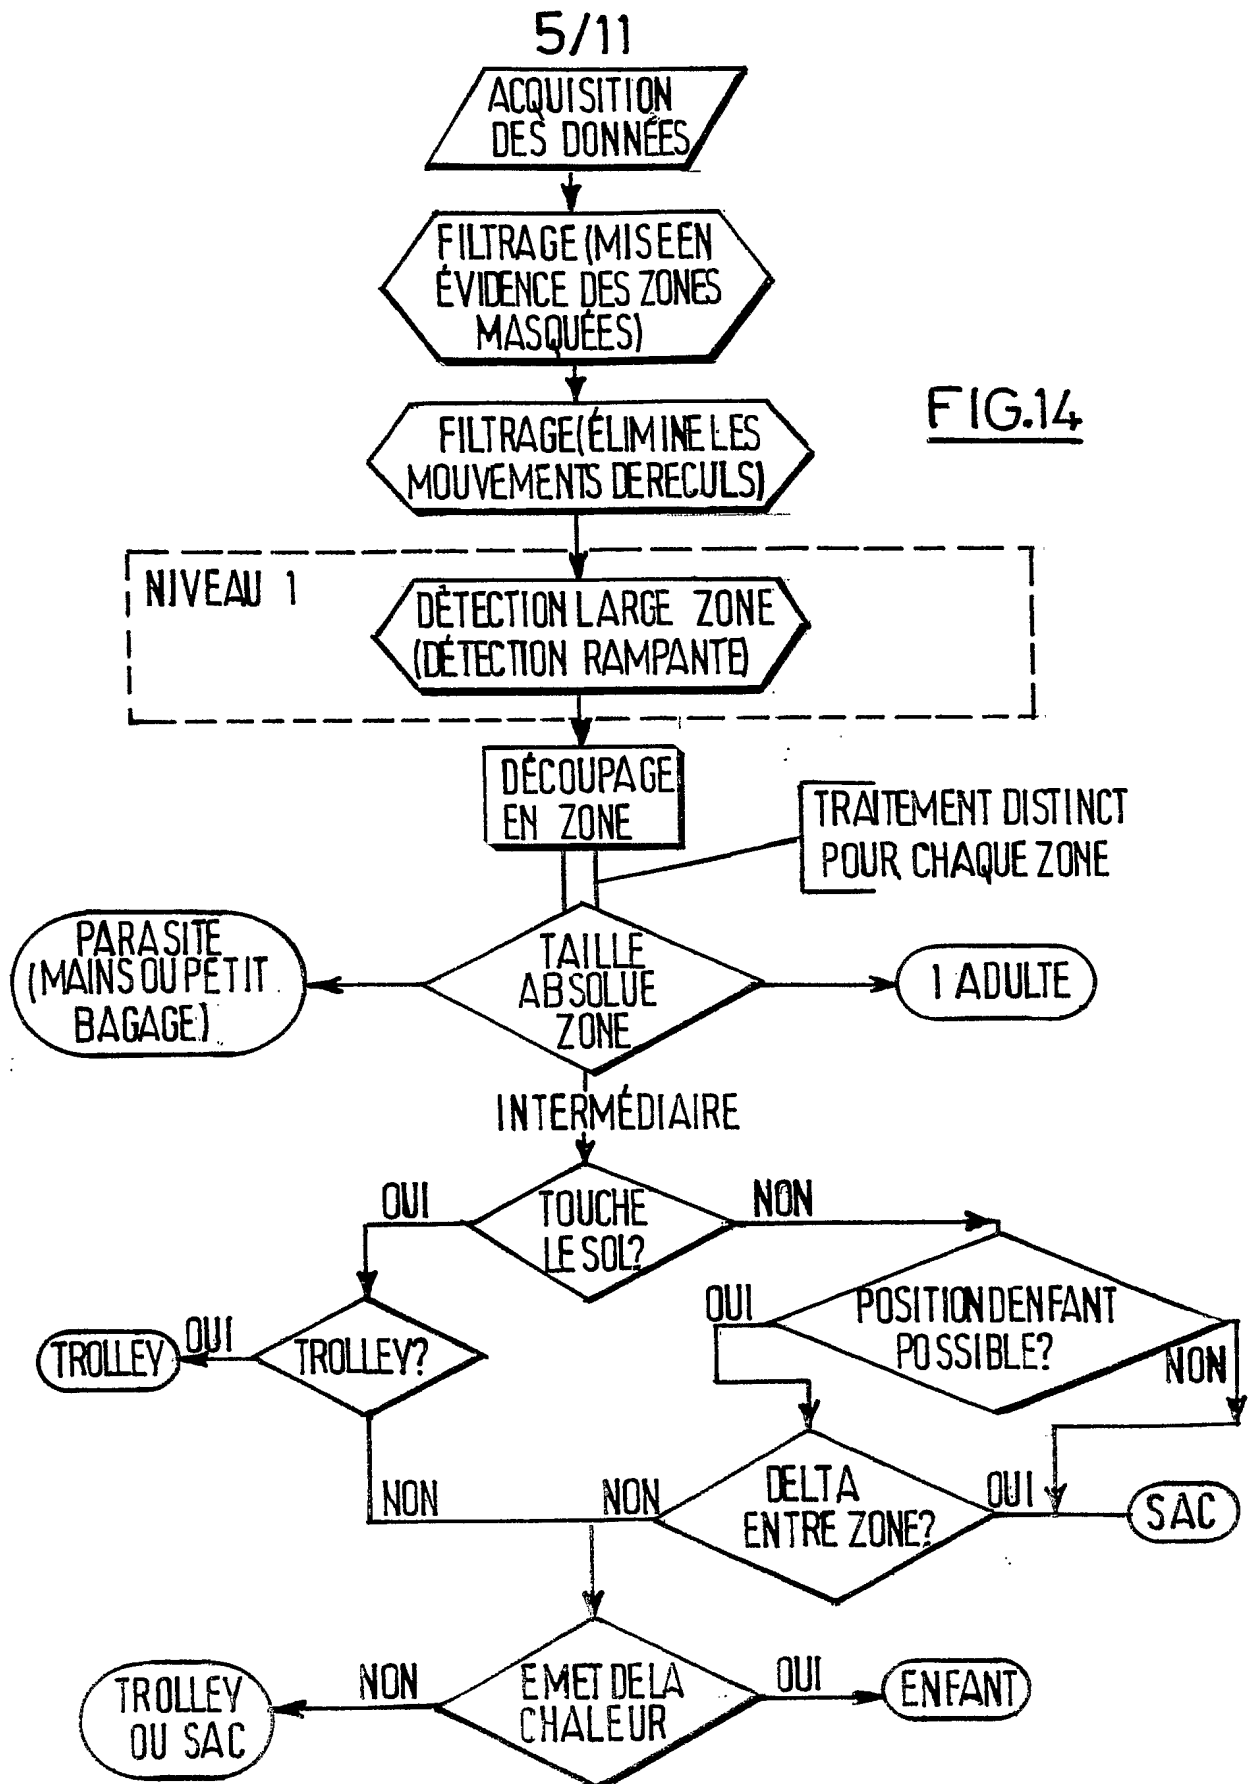 5/11
ACQUISITION
DES DONNÉES
FILTRAGE (MISE EN
ÉVIDENCE DES ZONES
MASQUÉES)
FIG.14
FILTRAGE (ÉLIMINE LES
MOUVEMENTS DE RECULS)
NIVEAU 1
DÉTECTION LARGE ZONE
(DÉTECTION RAMPANTE)
DÉCOUPAGE
EN ZONE
TRAITEMENT DISTINCT
POUR CHAQUE ZONE
PARASITE
(MAINS OU PETIT
BAGAGE)
TAILLE
ABSOLUE
ZONE
1 ADULTE
INTERMÉDIAIRE
OUI
TOUCHE
LE SOL?
NON
TROLLEY
OUI
TROLLEY?
OUI
POSITION DENFANT
POSSIBLE?
NON
NON
NON
DELTA
ENTRE ZONE?
OUI
SAC
TROLLEY
OU SAC
NON
EMET DE LA
CHALEUR
OUI
ENFANT